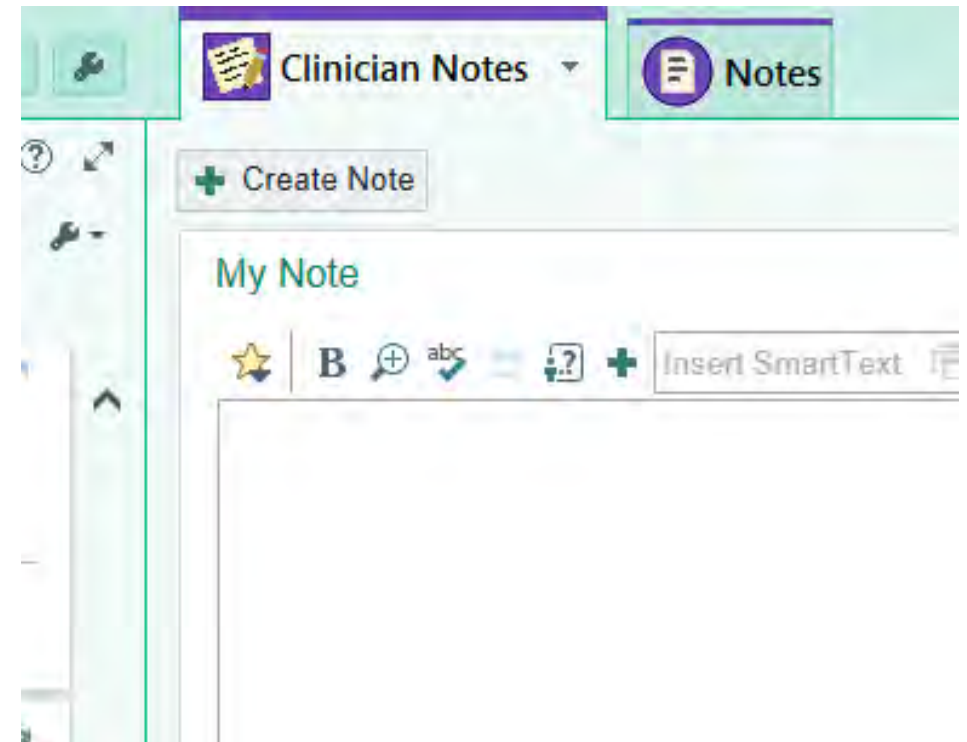 Clinician Notes
Notes
Create Note
My Note
B abc Insert SmartText